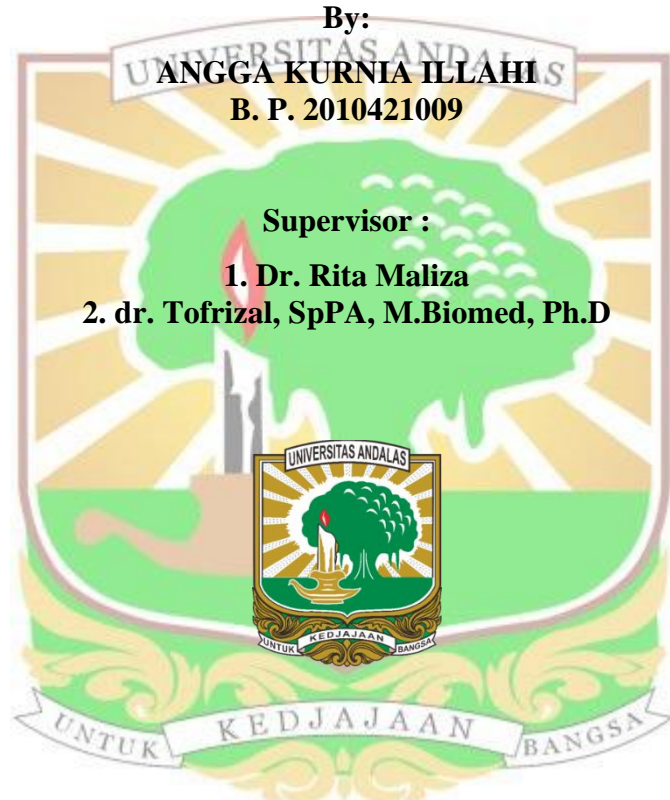 By:
UNIVERSITAS ANDALAS
ANGGA KURNIA ILLAHI
B. P. 2010421009
Supervisor :
1. Dr. Rita Maliza
2. dr. Tofrizal, SpPA, M.Biomed, Ph.D
UNIVERSITAS ANDALAS
UNTUK KEDJAJAAN BANGSA
UNTUK KEDJAJAAN BANGSA